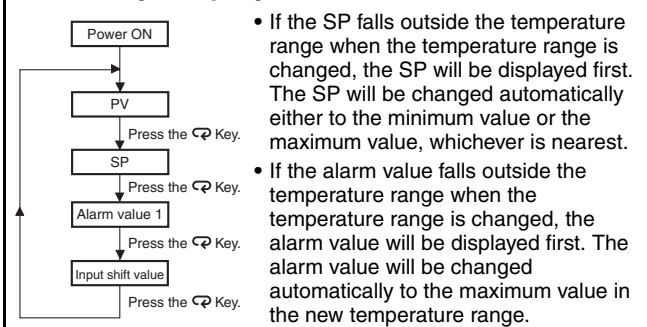 Power ON
PV
Press the Key.
SP
Press the Key.
Alarm value 1
Press the Key.
Input shift value
Press the Key.
• If the SP falls outside the temperature
range when the temperature range is
changed, the SP will be displayed first.
The SP will be changed automatically
either to the minimum value or the
maximum value, whichever is nearest.
• If the alarm value falls outside the
temperature range when the
temperature range is changed, the
alarm value will be displayed first. The
alarm value will be changed
automatically to the maximum value in
the new temperature range.